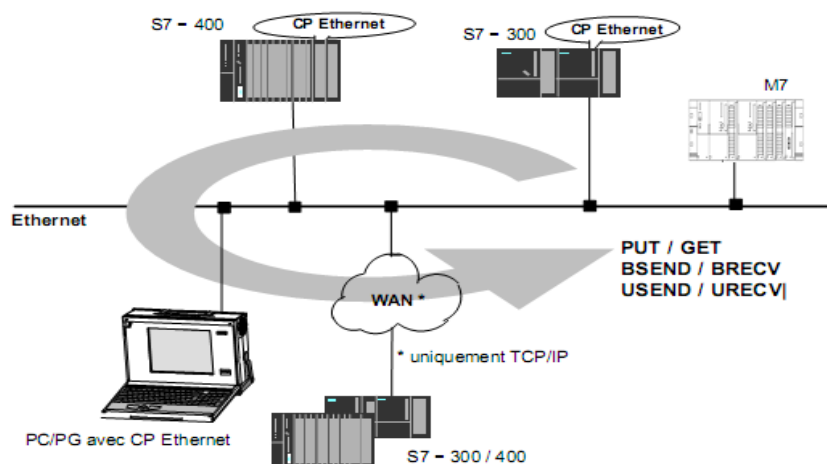 S7 – 400
CP Ethernet
S7 – 300
CP Ethernet
M7
Ethernet
PUT / GET
BSEND / BRECV
USEND / URECV|
WAN *
* uniquement TCP/IP
PC/PG avec CP Ethernet
S7 – 300 / 400